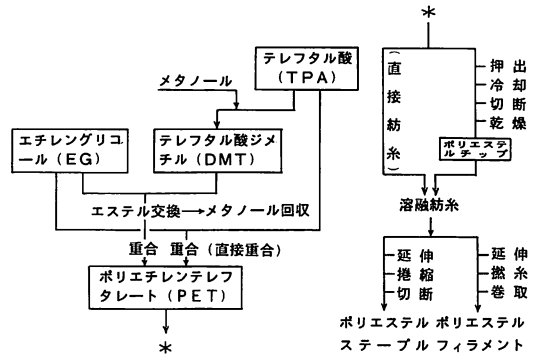 テレフタル酸
(TPA)
メタノール
エチレングリコ
ール(EG)
テレフタル酸ジメ
チル(DMT)
エステル交換→メタノール回収
重合 重合(直接重合)
ポリエチレンテレフ
タレート(PET)
*
*
(直接紡糸)
押出
冷却
切断
乾燥
ポリエステ
ルチップ
溶融紡糸
延伸
捲縮
切断
延伸
撚糸
巻取
ポリエステル ポリエステル
ステープル フィラメント